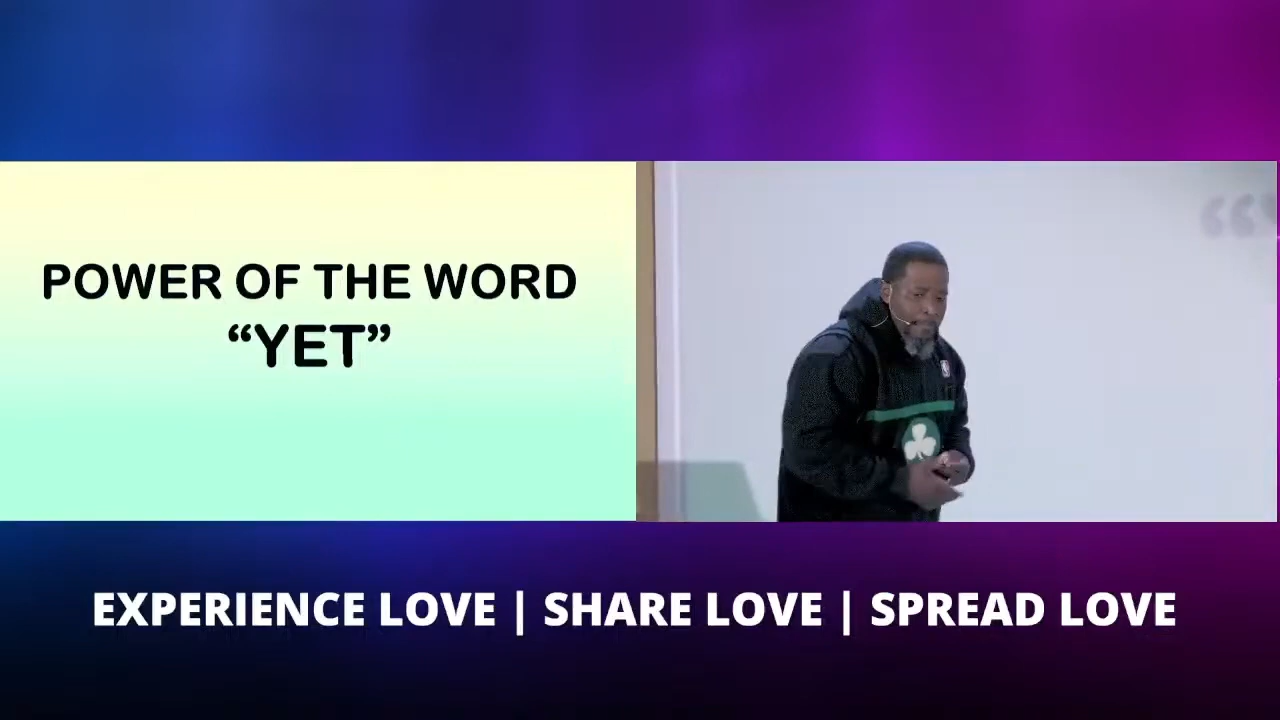 POWER OF THE WORD
“YET”
EXPERIENCE LOVE | SHARE LOVE | SPREAD LOVE